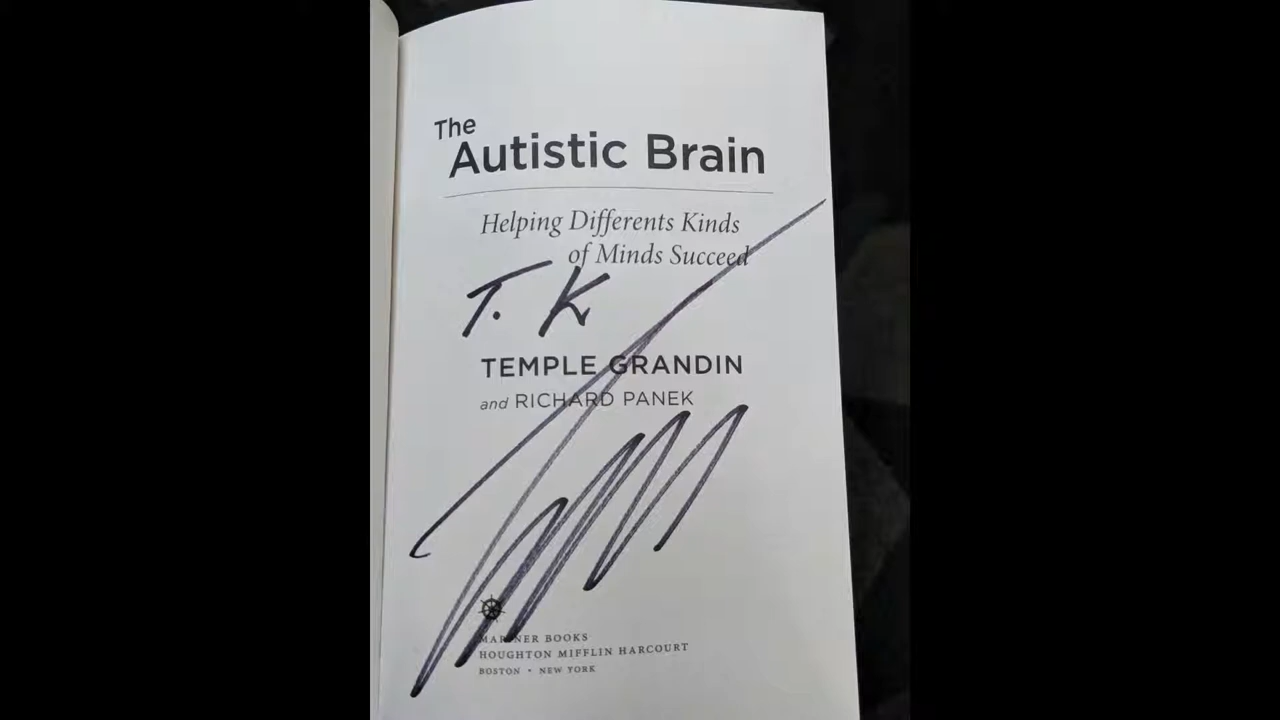 The
Autistic Brain
Helping Differents Kinds
of Minds Succeed
T. K
TEMPLE GRANDIN
and RICHARD PANEK
MARINER BOOKS
HOUGHTON MIFFLIN HARCOURT
BOSTON • NEW YORK